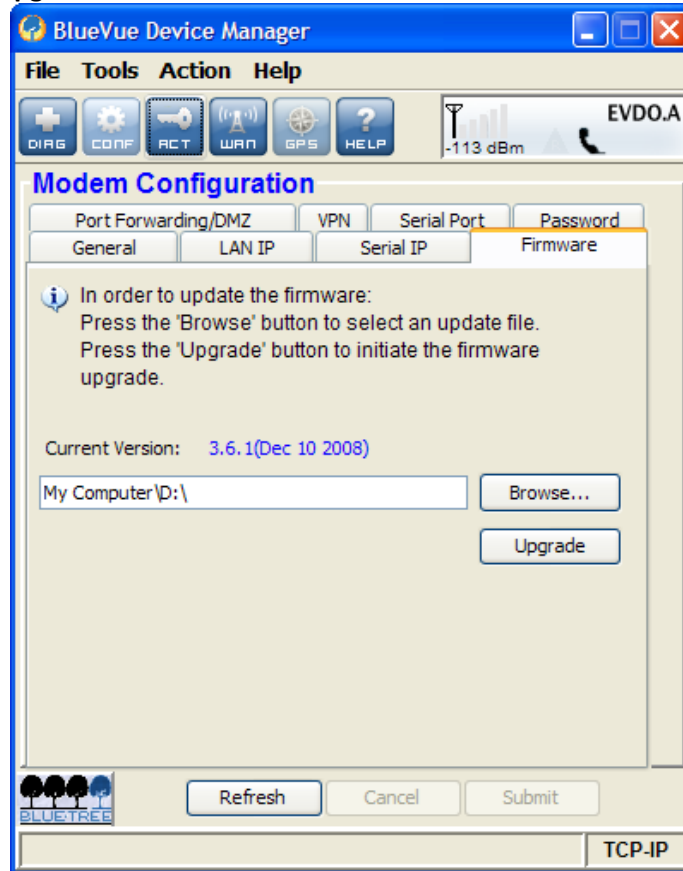 BlueVue Device Manager
File Tools Action Help
DIAG CONF ACT WAN GPS HELP
-113 dBm
EVDO.A
Modem Configuration
Port Forwarding/DMZ VPN Serial Port Password
General LAN IP Serial IP Firmware
In order to update the firmware:
Press the 'Browse' button to select an update file.
Press the 'Upgrade' button to initiate the firmware
upgrade.
Current Version: 3.6.1(Dec 10 2008)
My Computer\D:\ Browse...
Upgrade
BLUETREE
Refresh Cancel Submit
TCP-IP